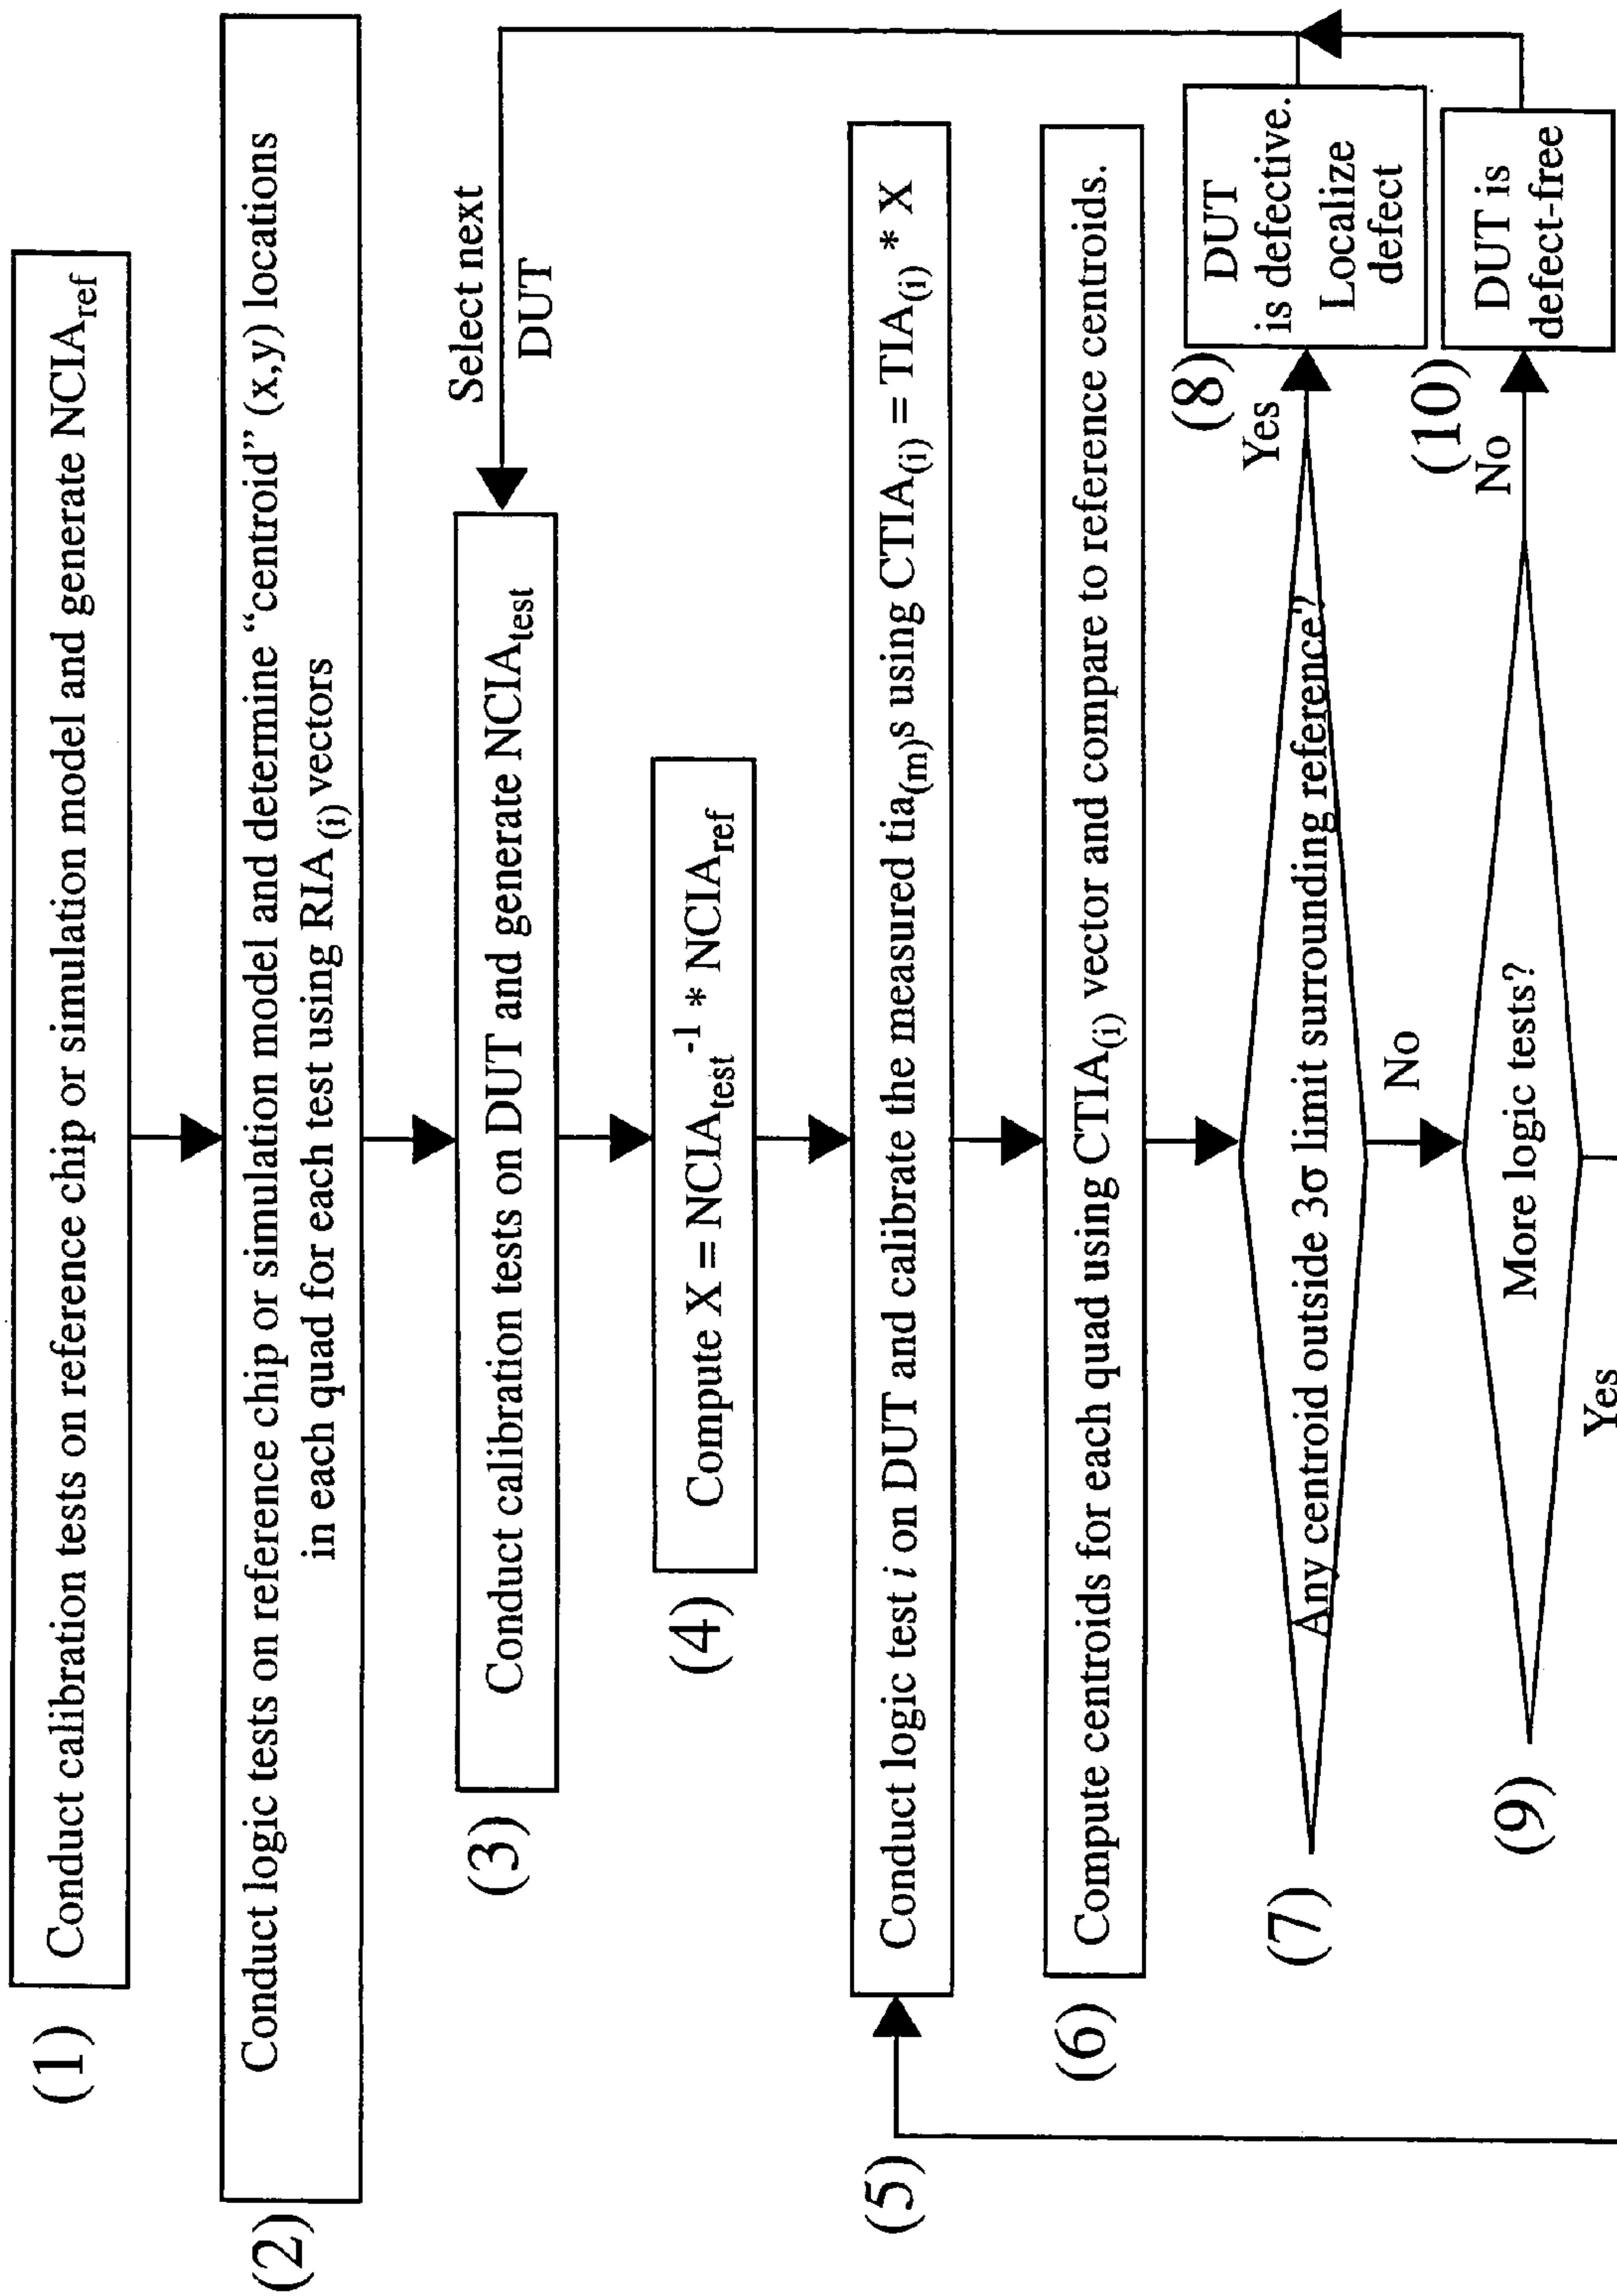 (1)
Conduct calibration tests on reference chip or simulation model and generate NCIA_ref
(2)
Conduct logic tests on reference chip or simulation model and determine “centroid” (x,y) locations
in each quad for each test using RIA_(i) vectors
Select next
DUT
(3)
Conduct calibration tests on DUT and generate NCIA_test
(4)
Compute X = NCIA_test^-1 * NCIA_ref
(5)
Conduct logic test i on DUT and calibrate the measured tia_(m)s using CTIA_(i) = TIA_(i) * X
(6)
Compute centroids for each quad using CTIA_(i) vector and compare to reference centroids.
(7)
Any centroid outside 3σ limit surrounding reference?
Yes
(8)
DUT
is defective.
Localize
defect
No
(9)
More logic tests?
No
(10)
DUT is
defect-free
Yes